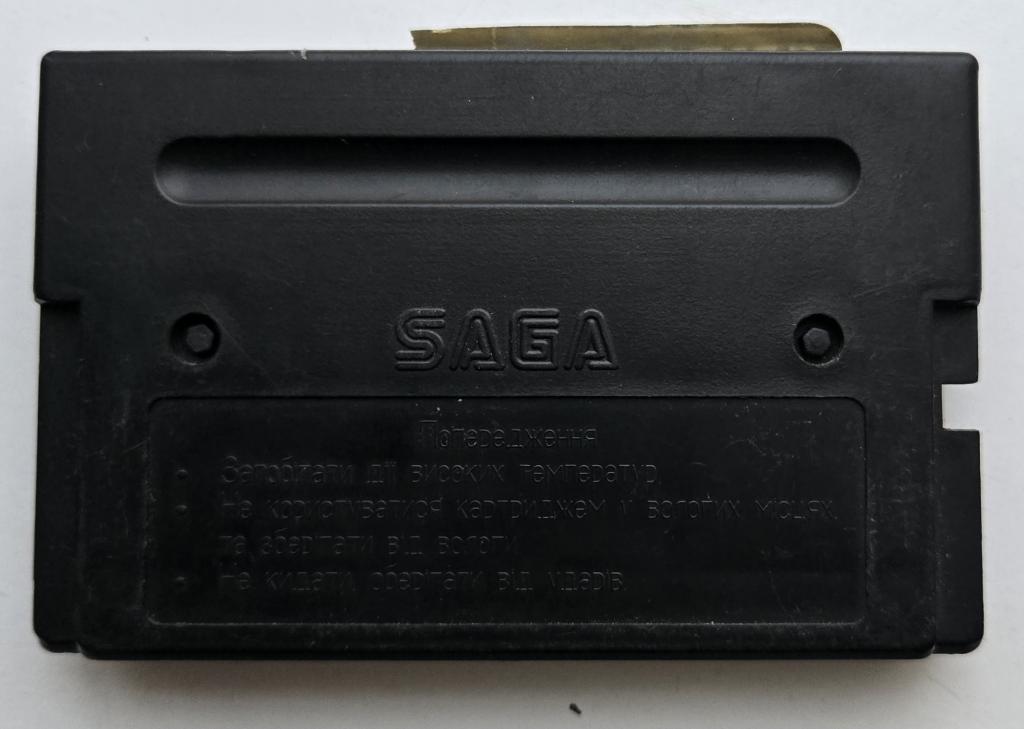 SAGA
Попередження
• Запобігати дії високих температур.
• Не користуватися картриджем у вологих місцях
та зберігати від вологи.
• Не кидати, оберігати від ударів.